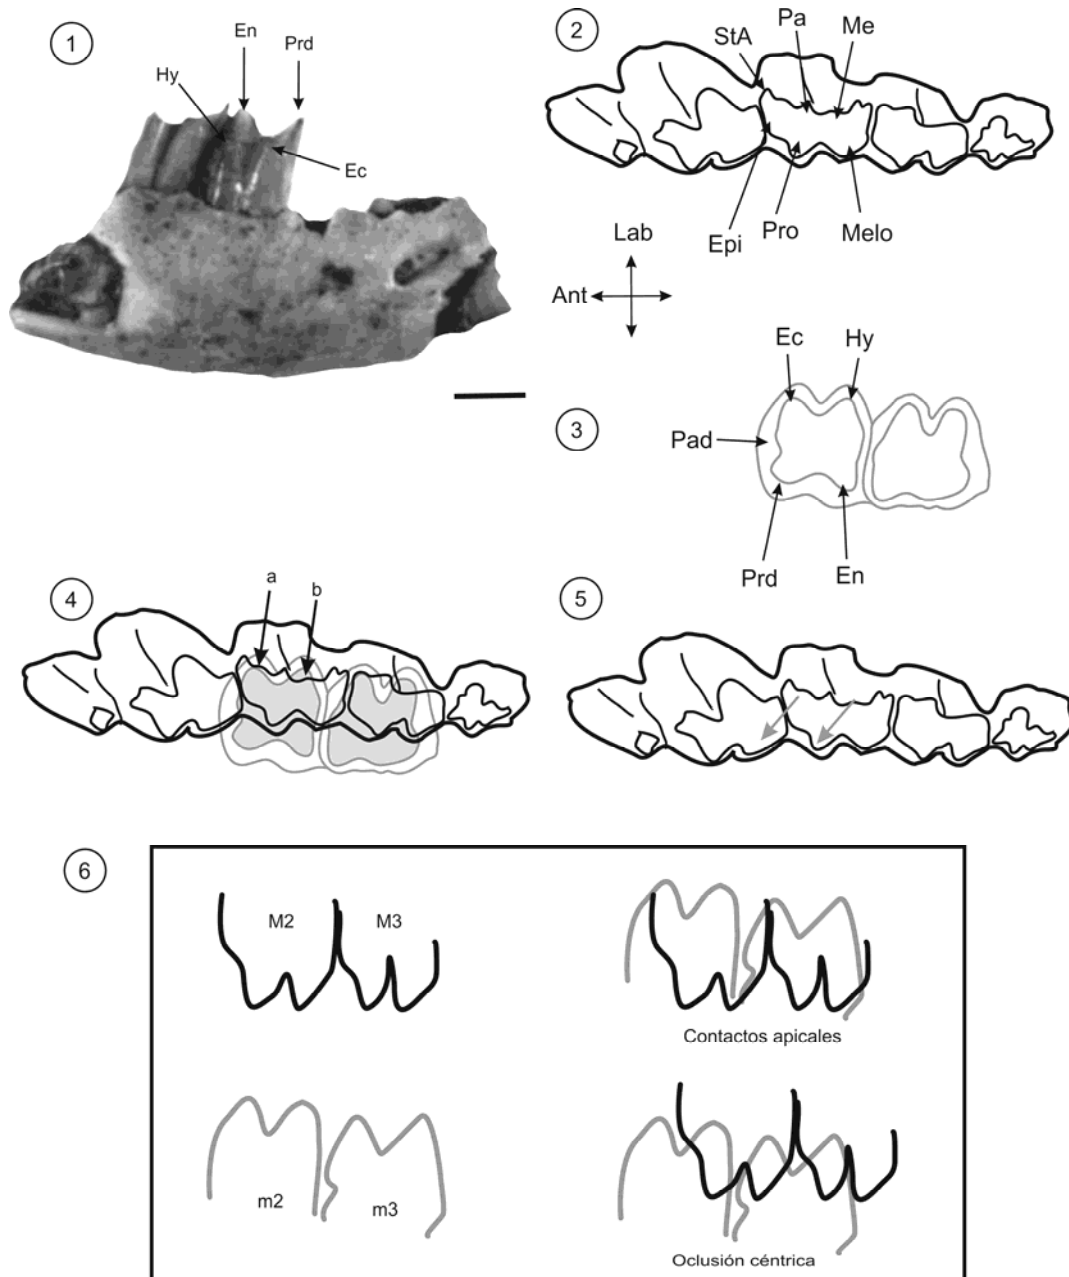 1
En
Prd
Hy
Ec
2
Pa
Me
StA
Epi
Pro
Melo
Lab
Ant
3
Ec
Hy
Pad
Prd
En
4
a
b
5
6
M2
M3
Contactos apicales
m2
m3
Oclusión céntrica